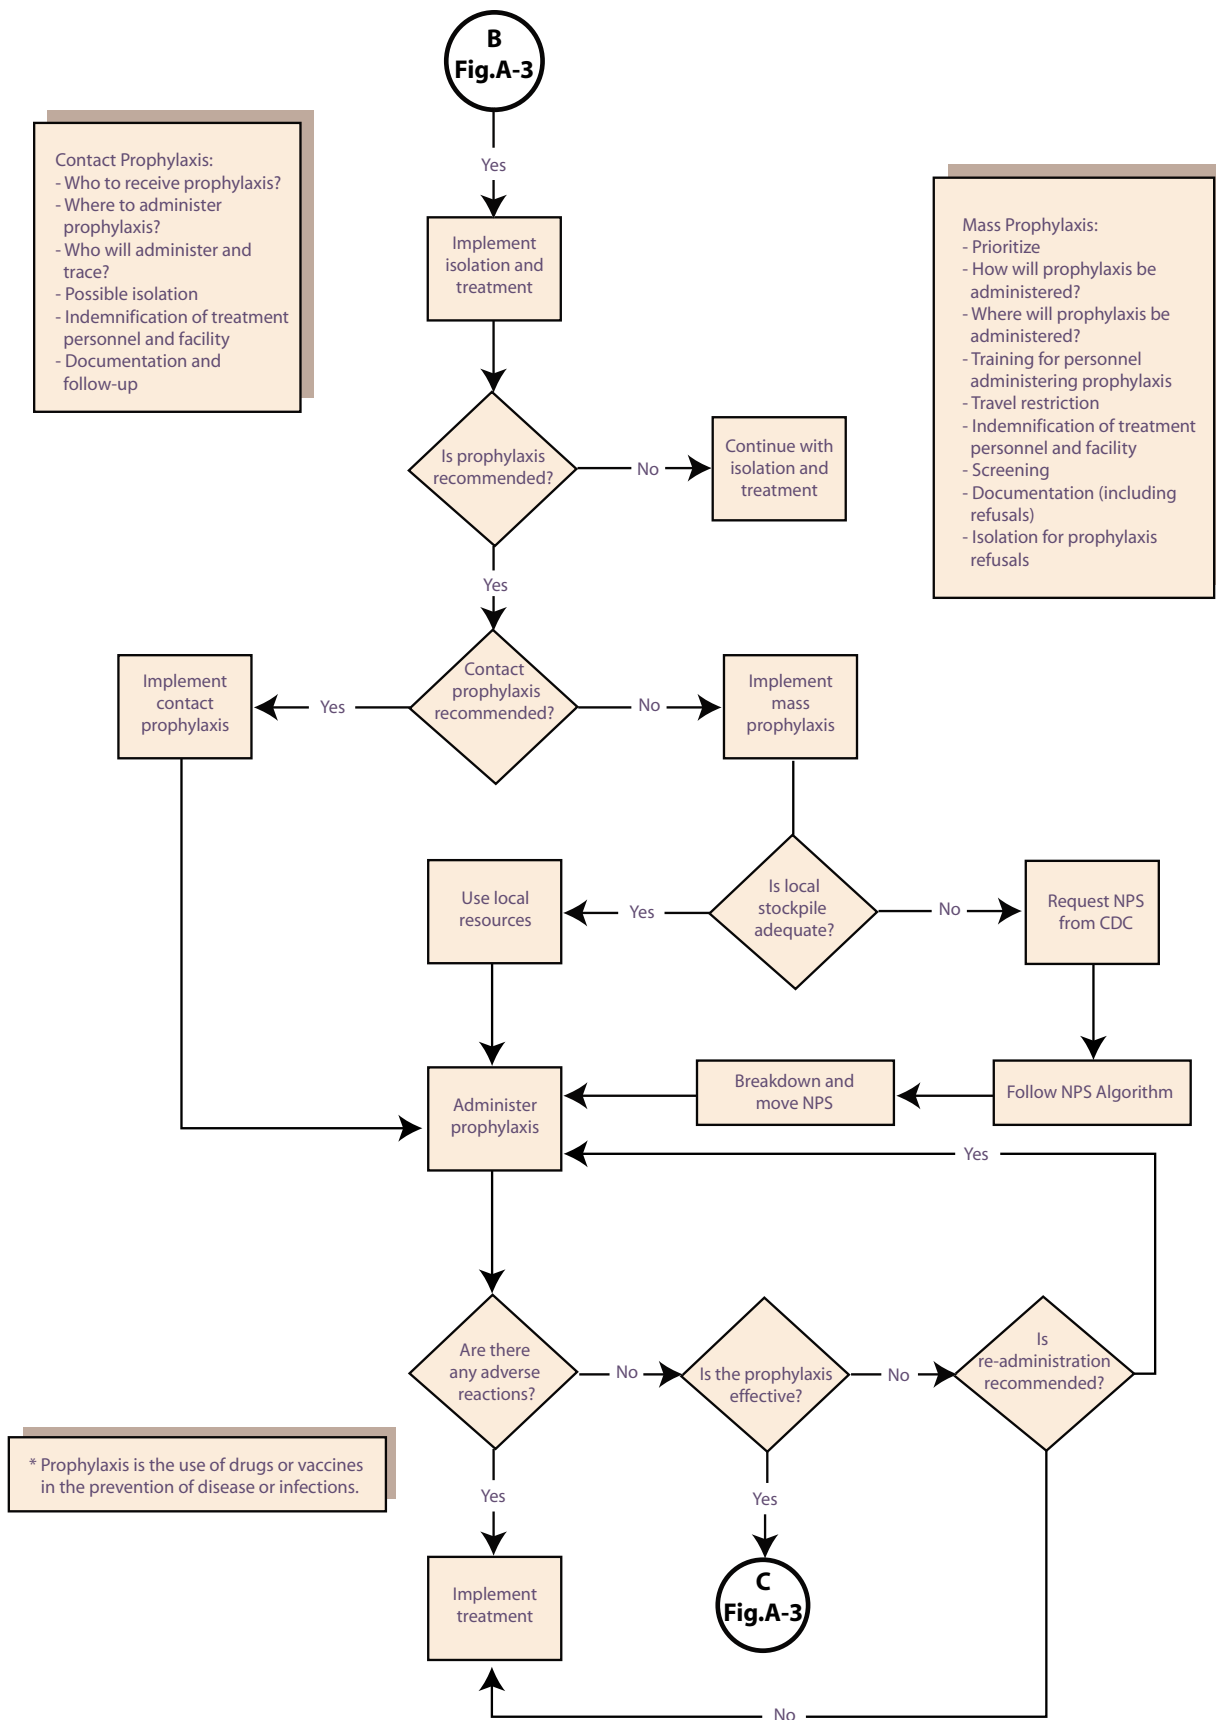 B
Fig.A-3
Yes
Contact Prophylaxis:
- Who to receive prophylaxis?
- Where to administer
prophylaxis?
- Who will administer and
trace?
- Possible isolation
- Indemnification of treatment
personnel and facility
- Documentation and
follow-up
Mass Prophylaxis:
- Prioritize
- How will prophylaxis be
administered?
- Where will prophylaxis be
administered?
- Training for personnel
administering prophylaxis
- Travel restriction
- Indemnification of treatment
personnel and facility
- Screening
- Documentation (including
refusals)
- Isolation for prophylaxis
refusals
Implement
isolation and
treatment
Is prophylaxis
recommended?
No
Continue with
isolation and
treatment
Yes
Implement
contact
prophylaxis
Yes
Contact
prophylaxis
recommended?
No
Implement
mass
prophylaxis
Use local
resources
Yes
Is local
stockpile
adequate?
No
Request NPS
from CDC
Administer
prophylaxis
Breakdown and
move NPS
Follow NPS Algorithm
Yes
Are there
any adverse
reactions?
No
Is the prophylaxis
effective?
No
Is
re-administration
recommended?
* Prophylaxis is the use of drugs or vaccines
in the prevention of disease or infections.
Yes
Yes
Implement
treatment
C
Fig.A-3
No